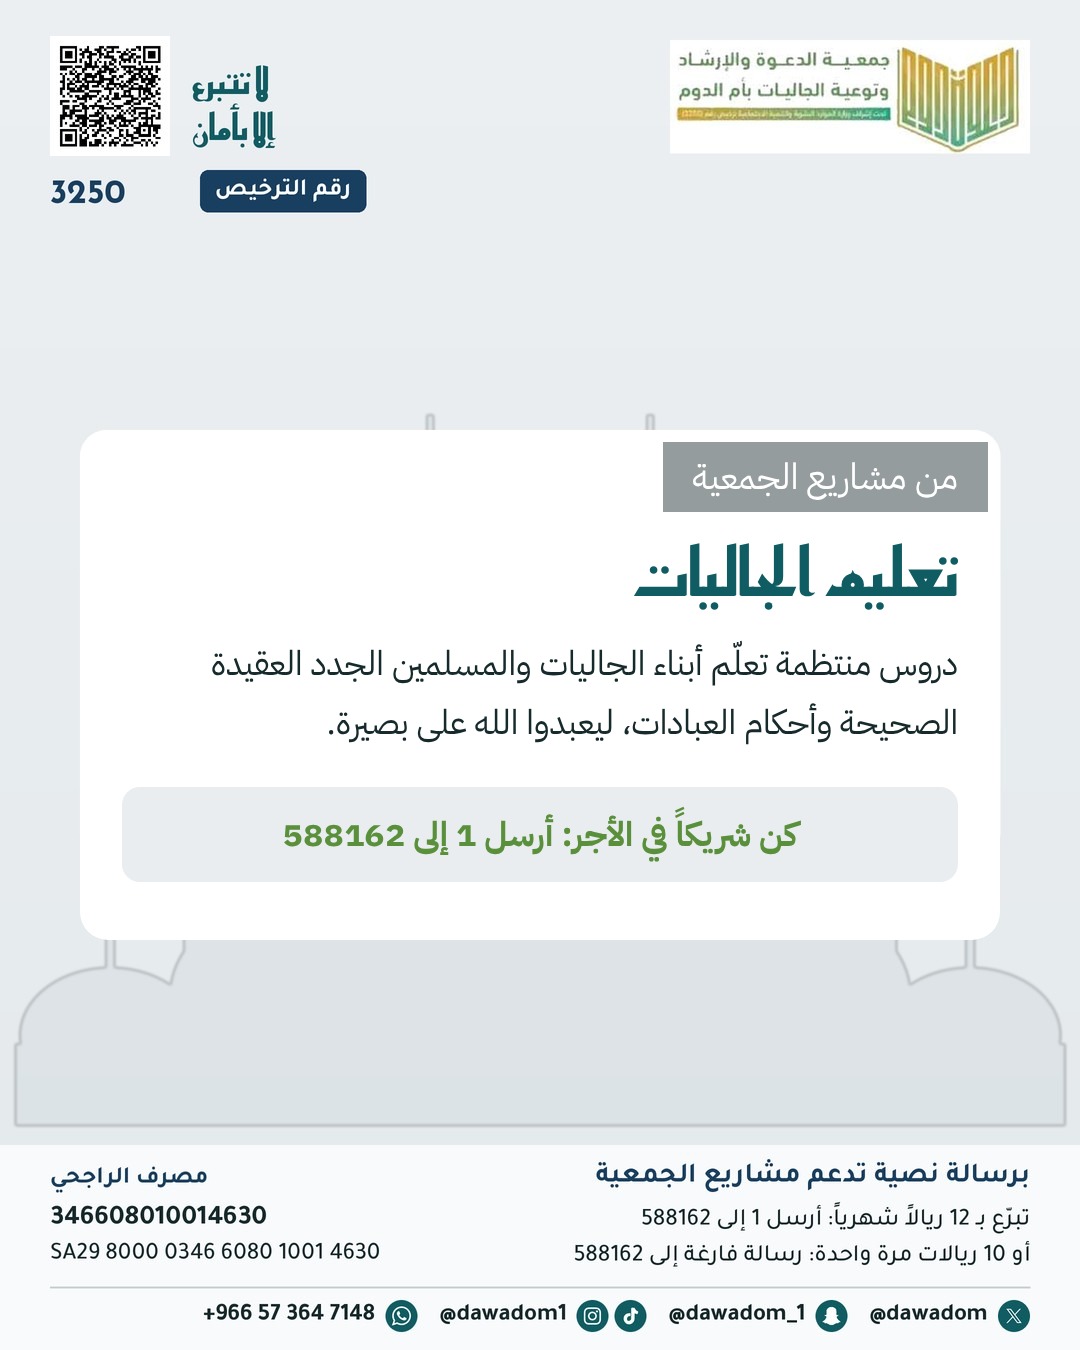 جمعية الدعوة والإرشاد
وتوعية الجاليات بأم الدوم
لا تتبرع
إلا بأمان
رقم الترخيص
3250
من مشاريع الجمعية
تعليم الجاليات
دروس منتظمة تعلّم أبناء الجاليات والمسلمين الجدد العقيدة
الصحيحة وأحكام العبادات، ليعبدوا الله على بصيرة.
كن شريكاً في الأجر: أرسل 1 إلى 588162
برسالة نصية تدعم مشاريع الجمعية
تبرّع بـ 12 ريالاً شهرياً: أرسل 1 إلى 588162
أو 10 ريالات مرة واحدة: رسالة فارغة إلى 588162
مصرف الراجحي
346608010014630
SA29 8000 0346 6080 1001 4630
@dawadom
@dawadom_1
@dawadom1
+966 57 364 7148